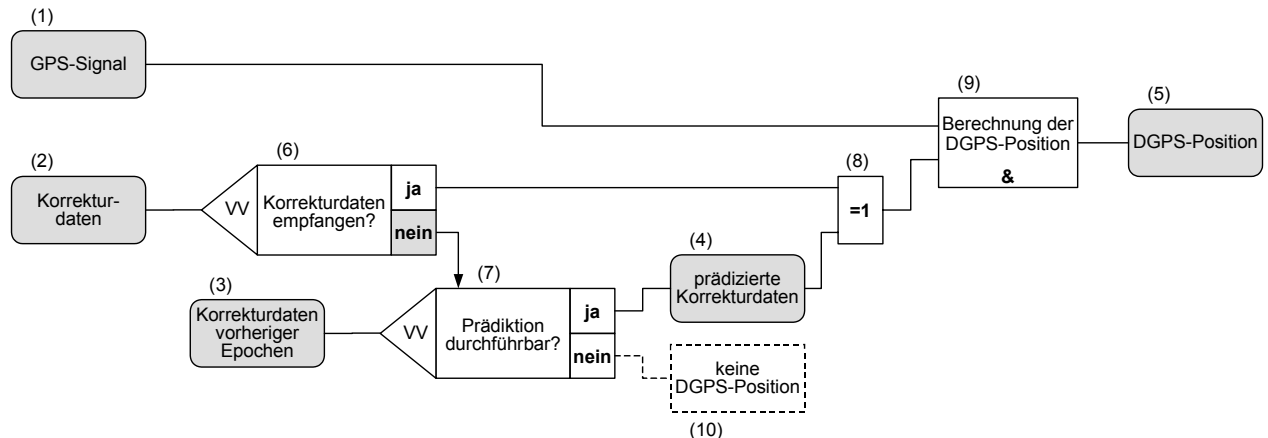 (1)
GPS-Signal
(9)
Berechnung der
DGPS-Position
&
(5)
DGPS-Position
(2)
Korrektur-
daten
(6)
VV
Korrekturdaten
empfangen?
ja
nein
(8)
=1
(4)
prädizierte
Korrekturdaten
(3)
Korrekturdaten
vorheriger
Epochen
(7)
VV
Prädiktion
durchführbar?
ja
nein
keine
DGPS-Position
(10)